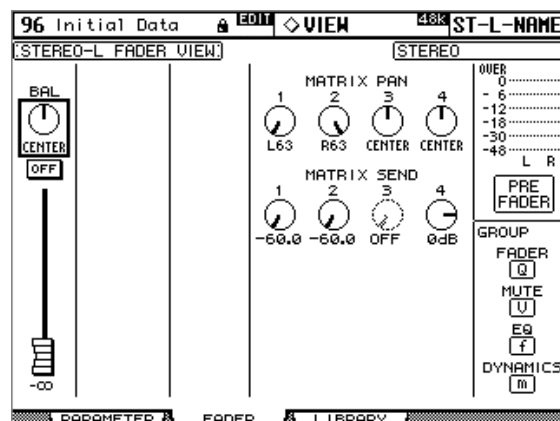 96 Initial Data EDIT VIEW 48K ST-L-NAME
STEREO-L FADER VIEW STEREO
BAL
CENTER
OFF
-∞
MATRIX PAN
1 2 3 4
L63 R63 CENTER CENTER
MATRIX SEND
1 2 3 4
-60.0 -60.0 OFF 0dB
OVER
0
-6
-12
-18
-30
-48
L R
PRE FADER
GROUP
FADER
Q
MUTE
V
EQ
f
DYNAMICS
m
PARAMETER FADER LIBRARY